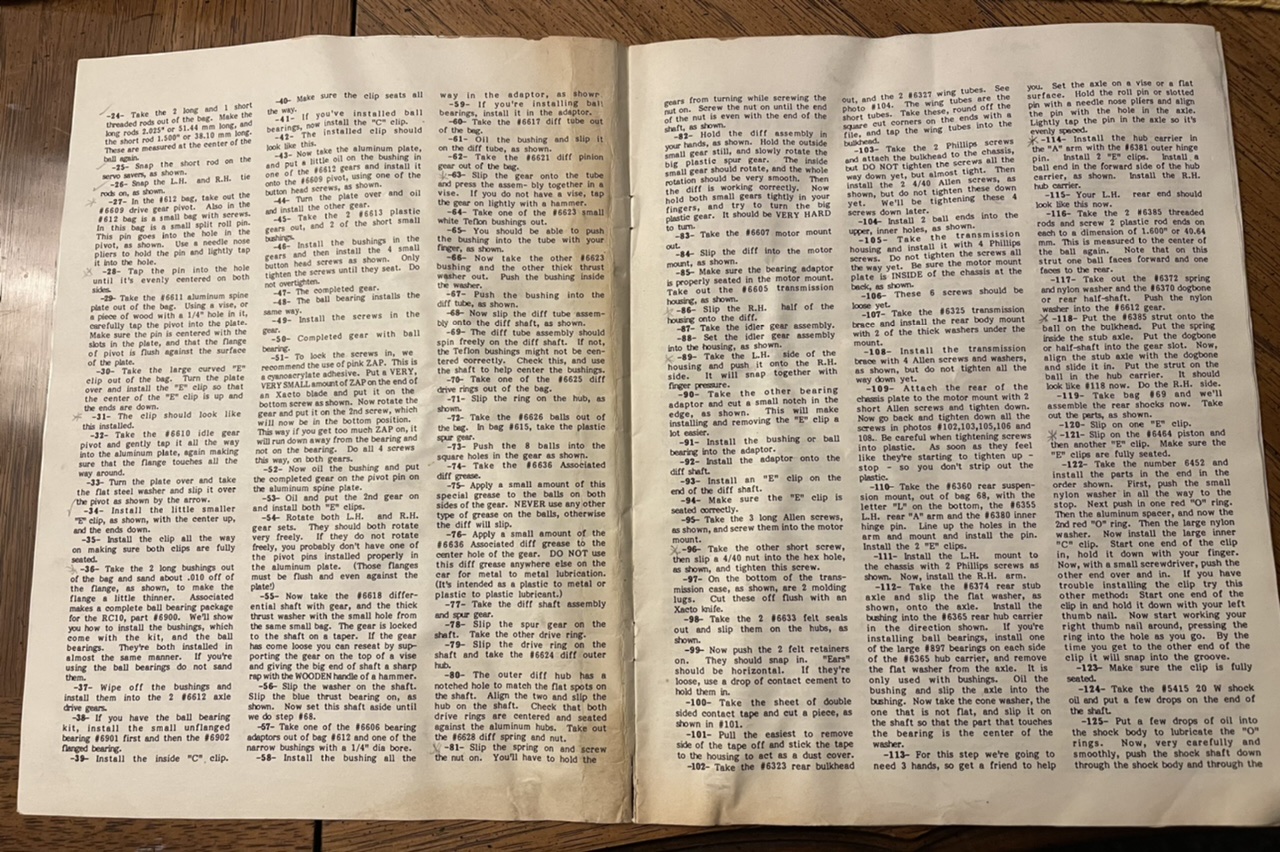 -24- Take the 2 long and 1 short
threaded rods out of the bag. Make the
long rods 2.025" or 51.44 mm long, and
the short rod 1.500" or 38.10 mm long.
These are measured at the center of the
ball again.
-25- Snap the short rod on the
servo savers, as shown.
-26- Snap the L.H. and R.H. tie
rods on, as shown.
-27- In the #612 bag, take out the
#6609 drive gear pivot. Also in the
#612 bag is a small bag with screws.
In this bag is a small split roll pin.
This pin goes into the hole in the
pivot, as shown. Use a needle nose
pliers to hold the pin and lightly tap
it into the hole.
-28- Tap the pin into the hole
until it's evenly centered on both
sides.
-29- Take the #6611 aluminum spine
plate out of the bag. Using a vise, or
a piece of wood with a 1/4" hole in it,
carefully tap the pivot into the plate.
Make sure the pin is centered with the
slots in the plate, and that the flange
of pivot is flush against the surface
of the plate.
-30- Take the large curved "E"
clip out of the bag. Turn the plate
over and install the "E" clip so that
the center of the "E" clip is up and
the ends are down.
-31- The clip should look like
this installed.
-32- Take the #6610 idle gear
pivot and gently tap it all the way
into the aluminum plate, again making
sure that the flange touches all the
way around.
-33- Turn the plate over and take
the flat steel washer and slip it over
the pivot as shown by the arrow.
-34- Install the little smaller
"E" clip, as shown, with the center up,
and the ends down.
-35- Install the clip all the way
on making sure both clips are fully
seated.
-36- Take the 2 long bushings out
of the bag and sand about .010 off of
the flange, as shown, to make the
flange a little thinner. Associated
makes a complete ball bearing package
for the RC10, part #6900. We'll show
you how to install the bushings, which
come with the kit, and the ball
bearings. They're both installed in
almost the same manner. If you're
using the ball bearings do not sand
them.
-37- Wipe off the bushings and
install them into the 2 #6612 axle
drive gears.
-38- If you have the ball bearing
kit, install the small unflanged
bearing #6901 first and then the #6902
flanged bearing.
-39- Install the inside "C" clip.
-40- Make sure the clip seats all
the way.
-41- If you've installed ball
bearings, now install the "C" clip.
-42- The installed clip should
look like this.
-43- Now take the aluminum plate,
and put a little oil on the bushing in
one of the #6612 gears and install it
onto the #6609 pivot, using one of the
button head screws, as shown.
-44- Turn the plate over and oil
and install the other gear.
-45- Take the 2 #6613 plastic
gears out, and 2 of the short small
bushings.
-46- Install the bushings in the
gears and then install the 4 small
button head screws as shown. Only
tighten the screws until they seat. Do
not overtighten.
-47- The completed gear.
-48- The ball bearing installs the
same way.
-49- Install the screws in the
gear.
-50- Completed gear with ball
bearing.
-51- To lock the screws in, we
recommend the use of pink ZAP. This is
a cyanoacrylate adhesive. Put a VERY,
VERY SMALL amount of ZAP on the end of
an Xacto blade and put it on the
bottom screw as shown. Now rotate the
gear and put it on the 2nd screw, which
will now be in the bottom position.
This way if you get too much ZAP on, it
will run down away from the bearing and
not on the bearing. Do all 4 screws
this way, on both gears.
-52- Now oil the bushing and put
the completed gear on the pivot pin on
the aluminum spine plate.
-53- Oil and put the 2nd gear on
and install both "E" clips.
-54- Rotate both L.H. and R.H.
gear sets. They should both rotate
very freely. If they do not rotate
freely, you probably don't have one of
the pivot pins installed properly in
the aluminum plate. (Those flanges
must be flush and even against the
plate!)
-55- Now take the #6618 differ-
ential shaft with gear, and the thick
thrust washer with the small hole from
the same small bag. The gear is locked
to the shaft on a taper. If the gear
has come loose you can reset by sup-
porting the gear on the top of a vise
and giving the big end of shaft a sharp
rap with the WOODEN handle of a hammer.
-56- Slip the washer on the shaft.
Slip blue thrust bearing on, as
shown. Now set this shaft aside until
we do step #68.
-57- Take one of the #6606 bearing
adaptors out of bag #612 and one of the
narrow bushings with a 1/4" dia bore.
-58- Install the bushing all the
way in the adaptor, as shown.
-59- If you're installing ball
bearings, install it in the adaptor.
-60- Take the #6617 diff tube out
of the bag.
-61- Oil the bushing and slip it
on the diff tube, as shown.
-62- Take the #6621 diff pinion
gear out of the bag.
-63- Slip the gear onto the tube
and press the assem- bly together in a
vise. If you do not have a vise, tap
the gear on lightly with a hammer.
-64- Take one of the #6623 small
white Teflon bushings out.
-65- You should be able to push
the bushing into the tube with your
finger, as shown.
-66- Now take the other #6623
bushing and the other thick thrust
washer out. Push the bushing inside
the washer.
-67- Push the bushing into the
diff tube, as shown.
-68- Now slip the diff tube assem-
bly onto the diff shaft, as shown.
-69- The diff tube assembly should
spin freely on the diff shaft. If not,
the Teflon bushings might not be cen-
tered correctly. Check this, and use
the shaft to help center the bushings.
-70- Take one of the #6625 diff
drive rings out of the bag.
-71- Slip the ring on the hub, as
shown.
-72- Take the #6626 balls out of
the bag. In bag #615, take the plastic
spur gear.
-73- Push the 8 balls into the
square holes in the gear as shown.
-74- Take the #6636 Associated
diff grease.
-75- Apply a small amount of this
special grease to the balls on both
sides of the gear. NEVER use any other
type of grease on the balls, otherwise
the diff will slip.
-76- Apply a small amount of the
#6636 Associated diff grease to the
center hole of the gear. DO NOT use
this diff grease anywhere else on the
car for metal to metal lubrication.
(It's intended as a plastic to metal or
plastic to plastic lubricant.)
-77- Take the diff shaft assembly
as shown.
-78- Slip the spur gear on the
shaft. Take the other drive ring.
-79- Slip the drive ring on the
shaft and take the #6624 diff outer
hub.
-80- The outer diff hub has a
notched hole to match the flat spots on
the shaft. Align the two and slip the
hub on the shaft. Check that both
drive rings are centered and seated
against the aluminum hubs. Take out
the #6628 diff spring and nut.
-81- Slip the spring on and screw
the nut on. You'll have to hold the
gears from turning while screwing the
nut on. Screw the nut on until the end
of the nut is even with the end of the
shaft, as shown.
-82- Hold the diff assembly in
your hands, as shown. Hold the outside
small gear still, and slowly rotate the
big plastic spur gear. The inside
small gear should rotate, and the whole
rotation should be very smooth. Then
the diff is working correctly. Now
hold both small gears tightly in your
fingers, and try to turn the big
plastic gear. It should be VERY HARD
to turn.
-83- Take the #6607 motor mount
out.
-84- Slip the diff into the motor
mount, as shown.
-85- Make sure the bearing adaptor
is properly seated in the motor mount.
Take out the #6605 transmission
housing, as shown.
-86- Slip the R.H. half of the
housing onto the diff.
-87- Take the idler gear assembly.
-88- Set the idler gear assembly
into the housing, as shown.
-89- Take the L.H. side of the
housing and push it onto the R.H.
side. It will snap together with
finger pressure.
-90- Take the other bearing
adaptor and cut a small notch in the
edge, as shown. This will make
installing and removing the "E" clip a
lot easier.
-91- Install the bushing or ball
bearing into the adaptor.
-92- Install the adaptor onto the
diff shaft.
-93- Install an "E" clip on the
end of the diff shaft.
-94- Make sure the "E" clip is
seated correctly.
-95- Take the 3 long Allen screws,
as shown, and screw them into the motor
mount.
-96- Take the other short screw,
then slip a 4/40 nut into the hex hole,
as shown, and tighten this screw.
-97- On the bottom of the trans-
mission case, as shown, are 2 molding
lugs. Cut these off flush with an
Xacto knife.
-98- Take the 2 #6633 felt seals
out and slip them on the hubs, as
shown.
-99- Now push the 2 felt retainers
on. They should snap in. "Ears"
should be horizontal. If they're
loose, use a drop of contact cement to
hold them in.
-100- Take the sheet of double
sided contact tape and cut a piece, as
shown in #101.
-101- Pull the easiest to remove
side of the tape off and stick the tape
to the housing to act as a dust cover.
-102- Take the #6323 rear bulkhead
out, and the 2 #6327 wing tubes. See
photo #104. The wing tubes are the
short tubes. Take these, round off the
square cut corners on the ends with a
file, and tap the wing tubes into the
bulkhead.
-103- Take the 2 Phillips screws
and attach the bulkhead to the chassis,
but DO NOT tighten the screws all the
way down yet, but almost tight. Then
install the 2 4/40 Allen screws, as
shown, but do not tighten these down
yet. We'll be tightening these 4
screws down later.
-104- Install 2 ball ends into the
upper, inner holes, as shown.
-105- Take the transmission
housing and install it with 4 Phillips
screws. Do not tighten the screws all
the way yet. Be sure the motor mount
plate is INSIDE of the chassis at the
back, as shown.
-106- These 6 screws should be
loose yet.
-107- Take the #6325 transmission
brace and install the rear body mount
with 2 of the thick washers under the
mount.
-108- Install the transmission
brace with 4 Allen screws and washers,
as shown, but do not tighten all the
way down yet.
-109- Attach the rear of the
chassis plate to the motor mount with 2
short Allen screws and tighten down.
Now go back and tighten down all the
screws in photos #102,103,105,106 and
108. Be careful when tightening screws
into plastic. As soon as they feel
like they're starting to tighten up -
stop - so you don't strip out the
plastic.
-110- Take the #6360 rear suspen-
sion mount, out of bag 68, with the
letter "L" on the bottom, the #6355
L.H. rear "A" arm and the #6380 inner
hinge pin. Line up the holes in the
arm and mount and install the pin.
Install the 2 "E" clips.
-111- Install the L.H. mount to
the chassis with 2 Phillips screws as
shown. Now, install the R.H. arm.
-112- Take the #6374 rear stub
axle and slip the flat washer, as
shown, onto the axle. Install the
bushing into the #6365 rear hub carrier
in the direction shown. If you're
installing ball bearings, install one
of the large #897 bearings on each side
of the #6365 hub carrier, and remove
the flat washer from the axle. It is
only used with bushings. Oil the
bushing and slip the axle into the
bushing. Now take the cone washer, the
one that is not flat, and slip it on
the shaft so that the part that touches
the bearing is the center of the
washer.
-113- For this step we're going to
need 3 hands, so get a friend to help
you. Set the axle on a vise or a flat
surface. Hold the roll pin or slotted
pin with a needle nose pliers and align
the pin with the hole in the axle.
Lightly tap the pin in the axle so it's
evenly spaced.
-114- Install the hub carrier in
the "A" arm with the #6381 outer hinge
pin. Install 2 "E" clips. Install a
ball end in the forward side of the hub
carrier, as shown. Install the R.H.
hub carrier.
-115- Your L.H. rear end should
look like this now.
-116- Take the 2 #6385 threaded
rods and screw 2 plastic rod ends on
each to a dimension of 1.600" or 40.64
mm. This is measured to the center of
the ball again. Note that on this
strut one ball faces forward and one
faces to the rear.
-117- Take out the #6372 spring
and nylon washer and the #6370 dogbone
or rear half-shaft. Push the nylon
washer into the #6612 gear.
-118- Put the #6385 strut onto the
ball on the bulkhead. Put the spring
inside the stub axle. Put the dogbone
or half-shaft into the gear slot. Now,
align the stub axle with the dogbone
and slide it in. Put the strut on the
ball in the hub carrier. It should
look like #118 now. Do the R.H. side.
-119- Take bag #69 and we'll
assemble the rear shocks now. Take
out the parts, as shown.
-120- Slip on one "E" clip.
-121- Slip on the #6464 piston and
then another "E" clip. Make sure the
"E" clips are fully seated.
-122- Take the number 6452 and
install the parts in the end in the
order shown. First, push the small
nylon washer in all the way to the
stop. Next push in one red "O" ring.
Then the aluminum spacer, and now the
2nd red "O" ring. Then the large nylon
washer. Now install the large inner
"C" clip. Start one end of the clip
in, hold it down with your finger.
Now, with a small screwdriver, push the
other end over and in. If you have
trouble installing the clip try this
other method: Start one end of the
clip in and hold it down with your left
thumb nail. Now start working your
right thumb nail around, pressing the
ring into the hole as you go. By the
time you get to the other end of the
clip it will snap into the groove.
-123- Make sure the clip is fully
seated.
-124- Take the #5415 20 W shock
oil and put a few drops on the end of
the shaft.
-125- Put a few drops of oil into
the shock body to lubricate the "O"
rings. Now, very carefully and
smoothly, push the shock shaft down
through the shock body and through the